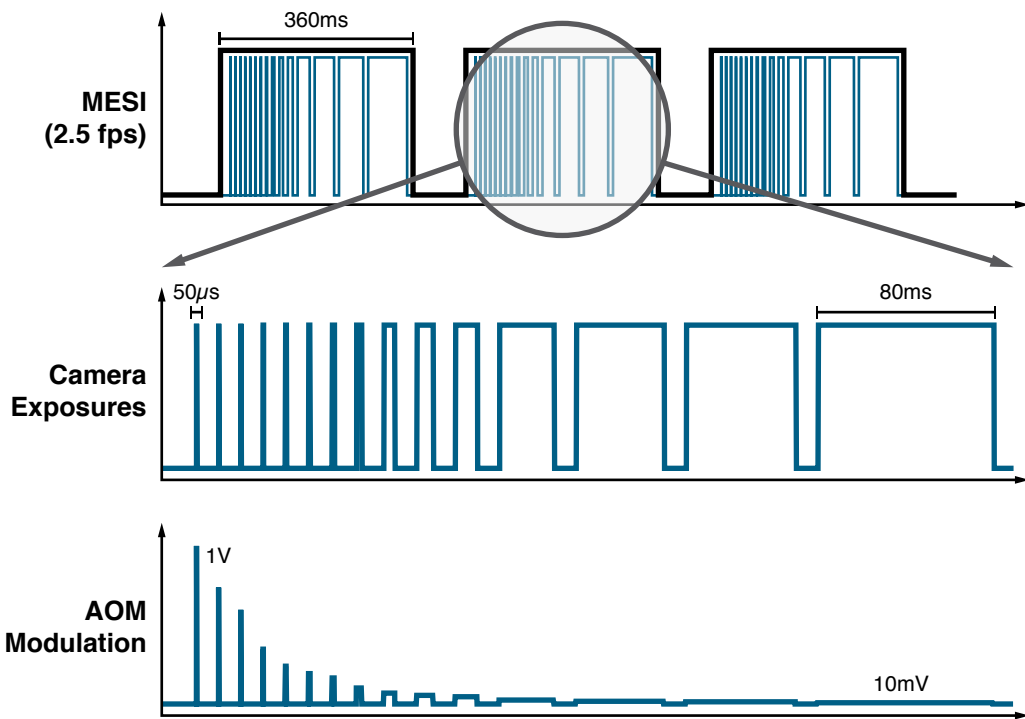 360ms
MESI
(2.5 fps)
50μs
80ms
Camera
Exposures
1V
AOM
Modulation
10mV